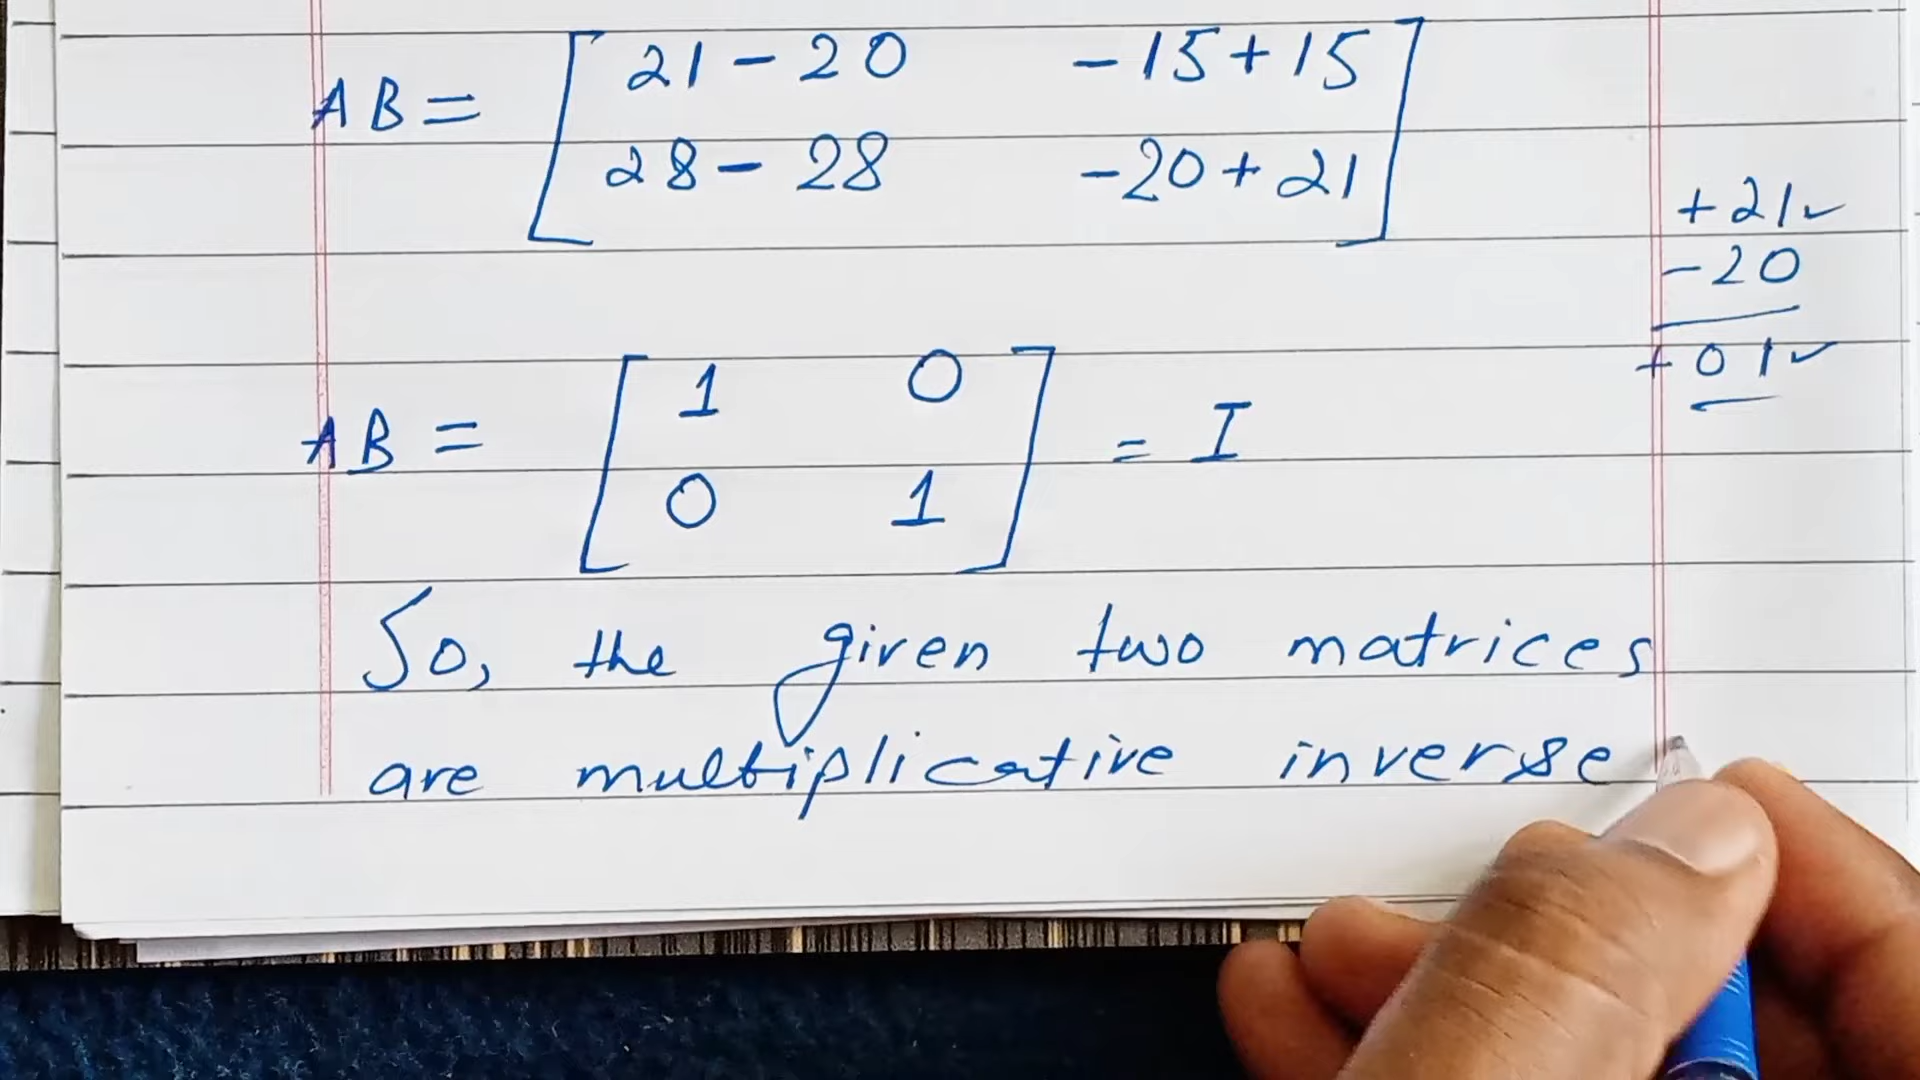 21 - 20 -15 + 15
AB =
28 - 28 -20 + 21
+21✓
-20
+01✓
1 0
AB = = I
0 1
So, the given two matrices
are multiplicative inverse